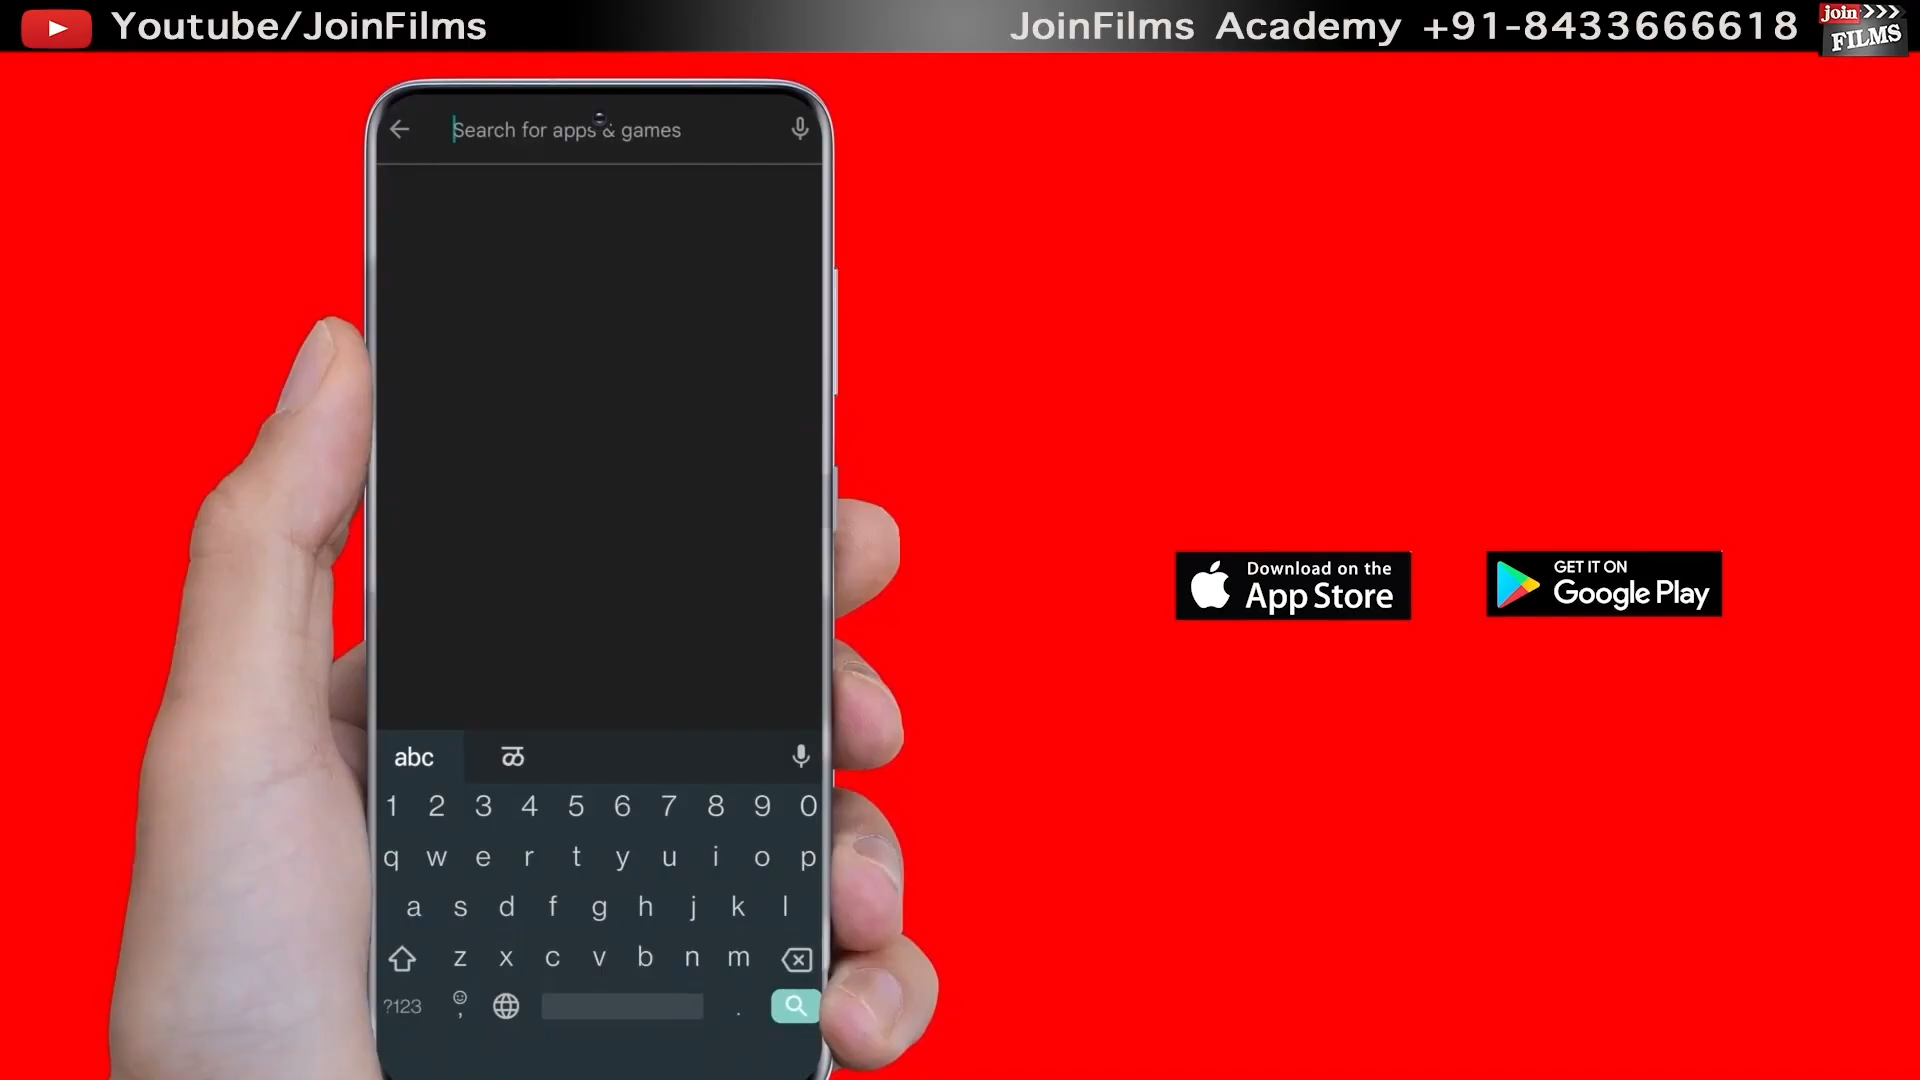 Youtube/JoinFilms
JoinFilms Academy +91-8433666618
join FILMS
Search for apps & games
Download on the
App Store
GET IT ON
Google Play
abc ळ
1 2 3 4 5 6 7 8 9 0
q w e r t y u i o p
a s d f g h j k l
z x c v b n m
?123 , .